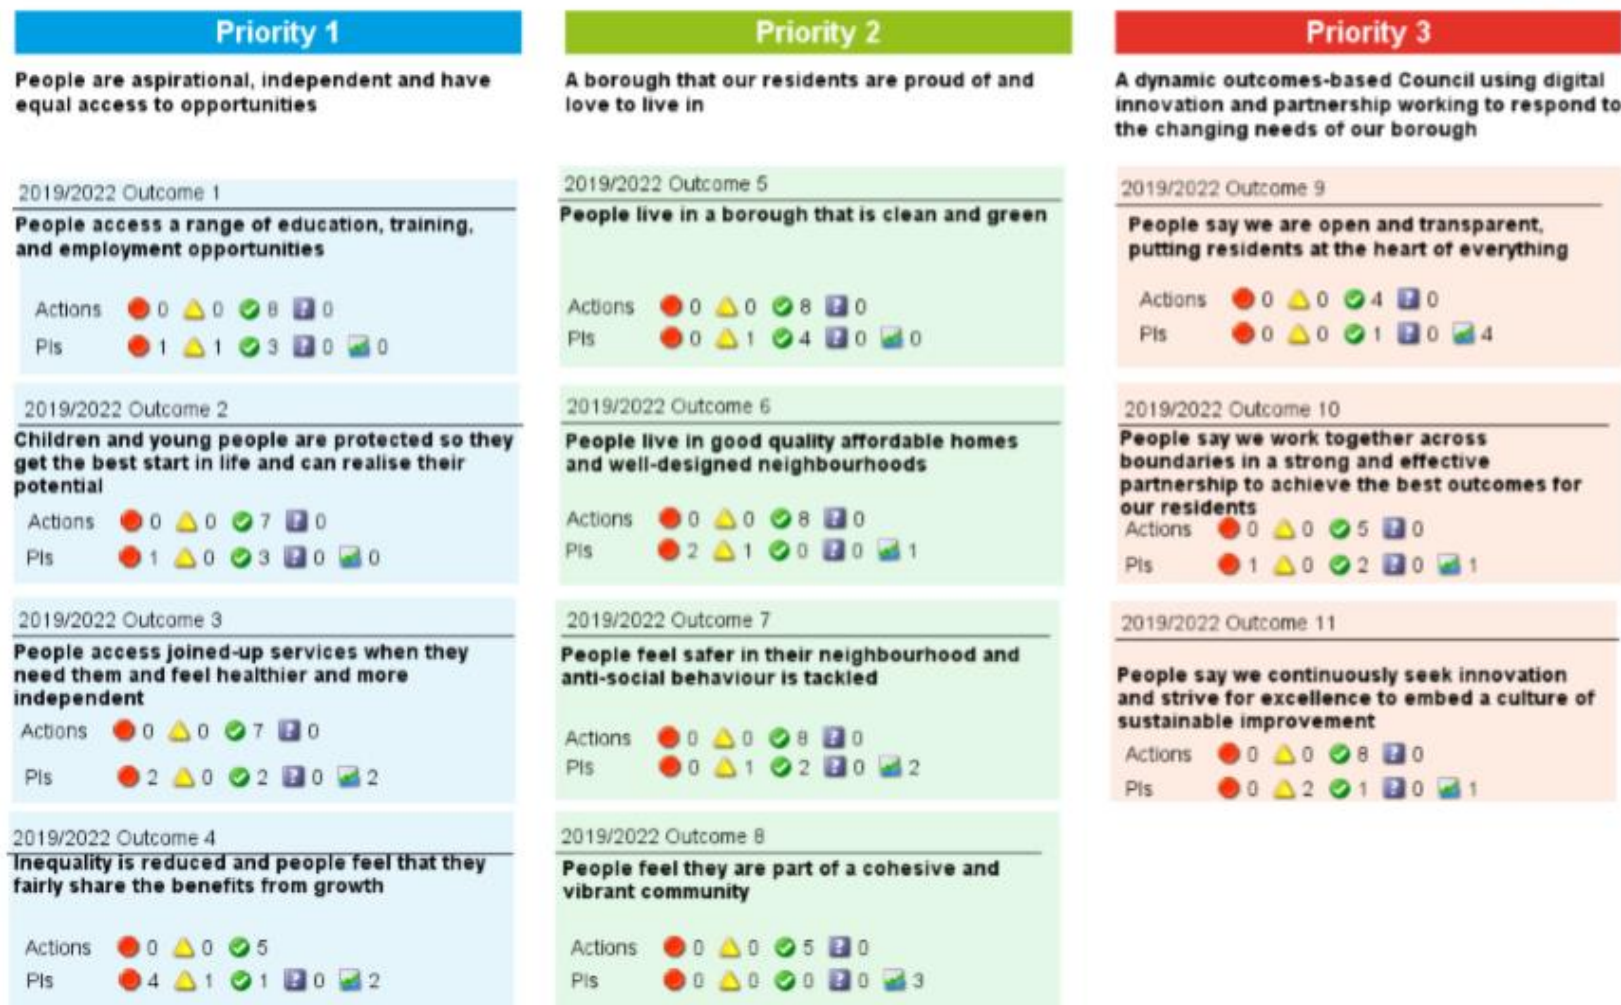 Priority 1
People are aspirational, independent and have
equal access to opportunities
2019/2022 Outcome 1
People access a range of education, training,
and employment opportunities
Actions 0 0 8 ? 0
PIs 1 1 3 ? 0 0
2019/2022 Outcome 2
Children and young people are protected so they
get the best start in life and can realise their
potential
Actions 0 0 7 ? 0
PIs 1 0 3 ? 0 0
2019/2022 Outcome 3
People access joined-up services when they
need them and feel healthier and more
independent
Actions 0 0 7 ? 0
PIs 2 0 2 ? 0 2
2019/2022 Outcome 4
Inequality is reduced and people feel that they
fairly share the benefits from growth
Actions 0 0 5
PIs 4 1 1 ? 0 2
Priority 2
A borough that our residents are proud of and
love to live in
2019/2022 Outcome 5
People live in a borough that is clean and green
Actions 0 0 8 ? 0
PIs 0 1 4 ? 0 0
2019/2022 Outcome 6
People live in good quality affordable homes
and well-designed neighbourhoods
Actions 0 0 8 ? 0
PIs 2 1 0 ? 0 1
2019/2022 Outcome 7
People feel safer in their neighbourhood and
anti-social behaviour is tackled
Actions 0 0 8 ? 0
PIs 0 1 2 ? 0 2
2019/2022 Outcome 8
People feel they are part of a cohesive and
vibrant community
Actions 0 0 5 ? 0
PIs 0 0 0 ? 0 3
Priority 3
A dynamic outcomes-based Council using digital
innovation and partnership working to respond to
the changing needs of our borough
2019/2022 Outcome 9
People say we are open and transparent,
putting residents at the heart of everything
Actions 0 0 4 ? 0
PIs 0 0 1 ? 0 4
2019/2022 Outcome 10
People say we work together across
boundaries in a strong and effective
partnership to achieve the best outcomes for
our residents
Actions 0 0 5 ? 0
PIs 1 0 2 ? 0 1
2019/2022 Outcome 11
People say we continuously seek innovation
and strive for excellence to embed a culture of
sustainable improvement
Actions 0 0 8 ? 0
PIs 0 2 1 ? 0 1